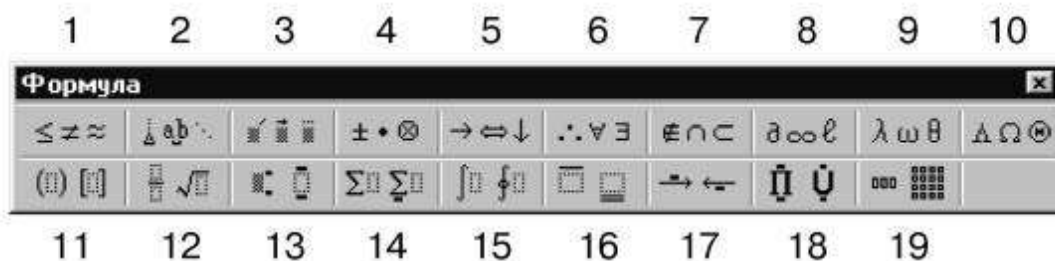 1 2 3 4 5 6 7 8 9 10
Формула
≤ ≠ ≈ a͟b ⋱ ± • ⊗ → ⇔ ↓ ∴ ∀ ∃ ∉ ∩ ⊂ ∂ ∞ ℓ λ ω θ Λ Ω Θ
( ) [ ] √ Σ Σ ∫ ∮ → ← Π U
11 12 13 14 15 16 17 18 19